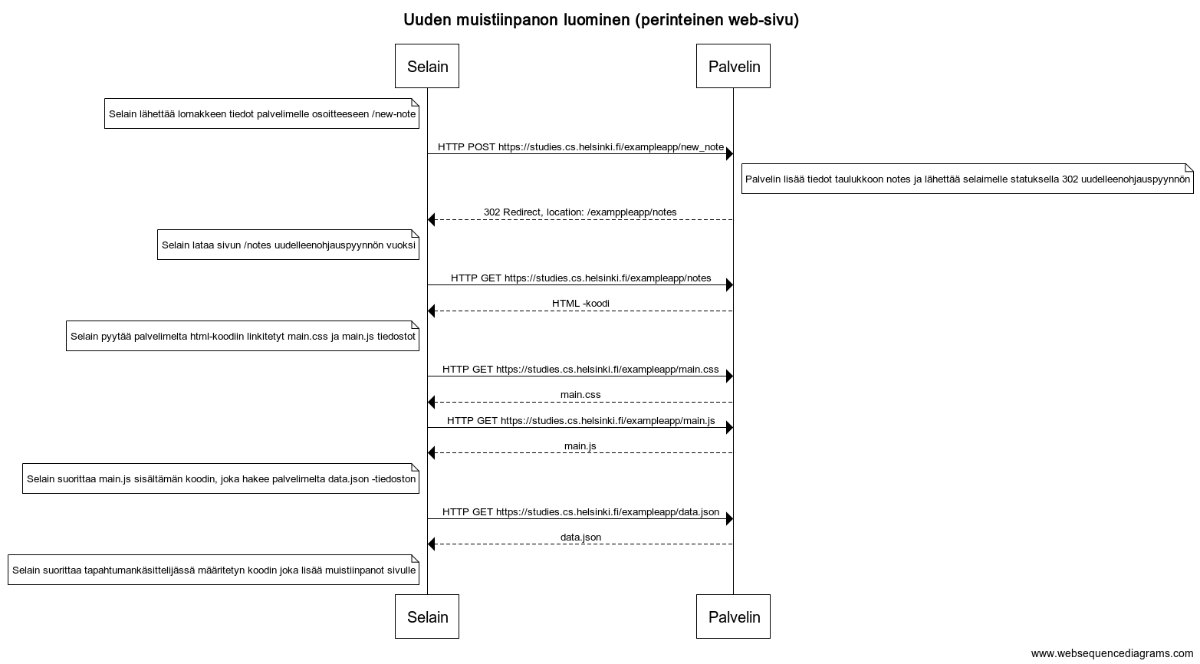 Uuden muistiinpanon luominen (perinteinen web-sivu)
Selain
Palvelin
Selain lähettää lomakkeen tiedot palvelimelle osoitteeseen /new-note
HTTP POST https://studies.cs.helsinki.fi/exampleapp/new_note
Palvelin lisää tiedot taulukkoon notes ja lähettää selaimelle statuksella 302 uudelleenohjauspyynnön
302 Redirect, location: /examppleapp/notes
Selain lataa sivun /notes uudelleenohjauspyynnön vuoksi
HTTP GET https://studies.cs.helsinki.fi/exampleapp/notes
HTML -koodi
Selain pyytää palvelimelta html-koodiin linkitetyt main.css ja main.js tiedostot
HTTP GET https://studies.cs.helsinki.fi/exampleapp/main.css
main.css
HTTP GET https://studies.cs.helsinki.fi/exampleapp/main.js
main.js
Selain suorittaa main.js sisältämän koodin, joka hakee palvelimelta data.json -tiedoston
HTTP GET https://studies.cs.helsinki.fi/exampleapp/data.json
data.json
Selain suorittaa tapahtumankäsittelijässä määritetyn koodin joka lisää muistiinpanot sivulle
Selain
Palvelin
www.websequencediagrams.com